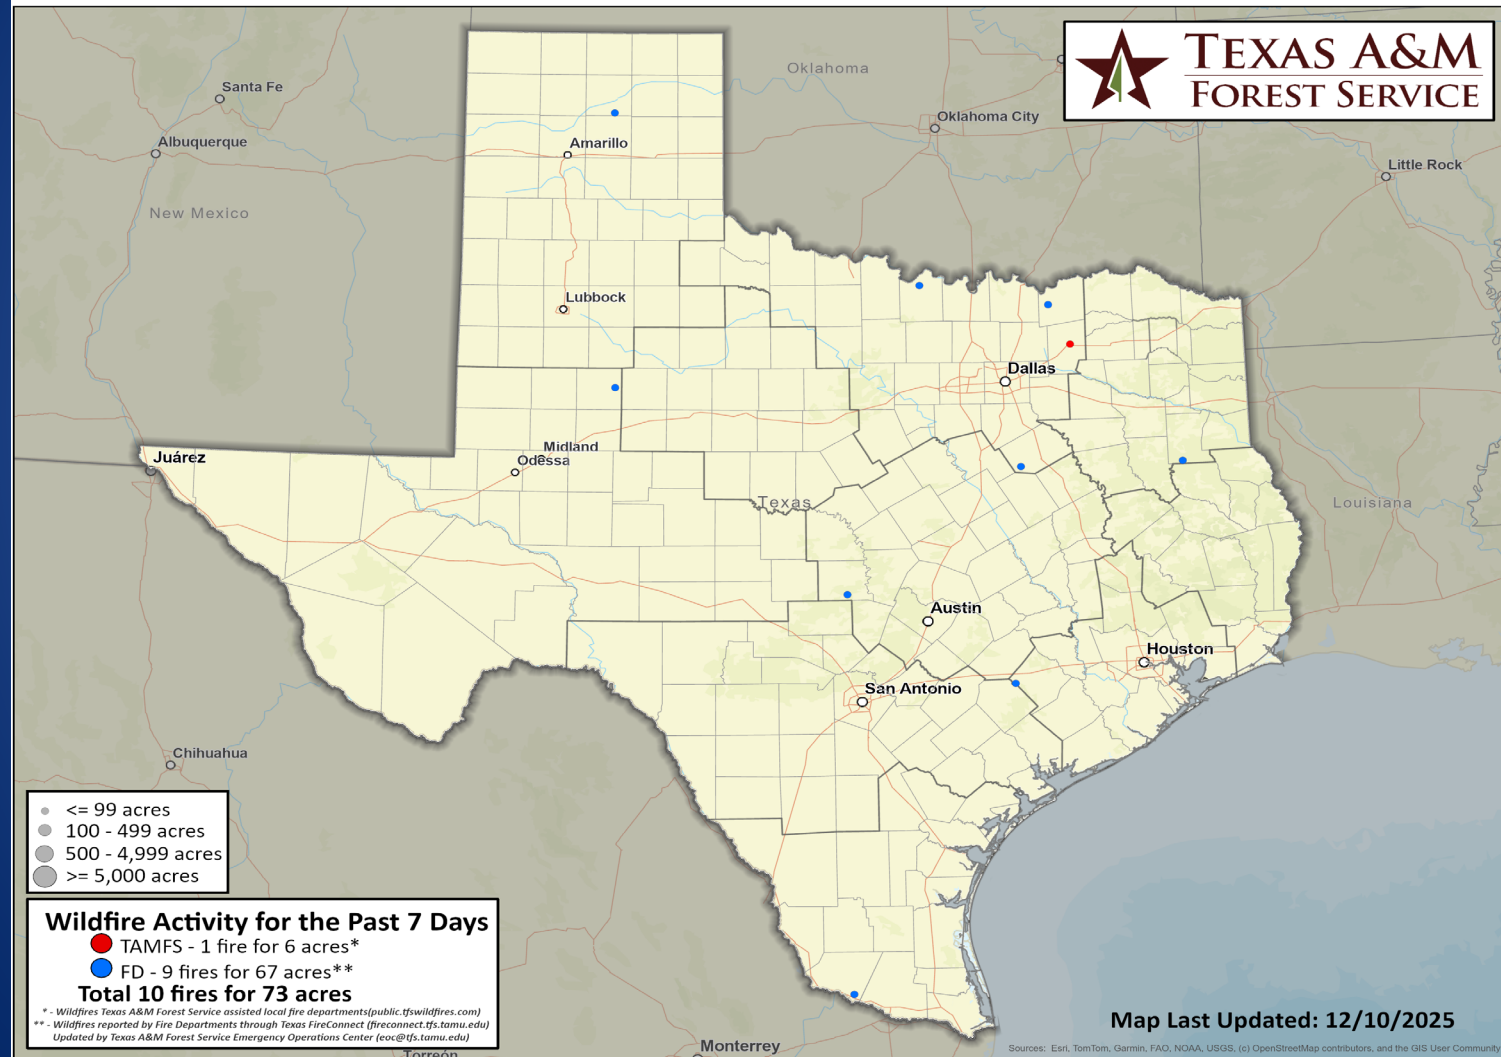 TEXAS A&M
FOREST SERVICE
Oklahoma
Santa Fe
Oklahoma City
Albuquerque
Amarillo
Little Rock
New Mexico
Lubbock
Dallas
Midland
Odessa
Juárez
Texas
Louisiana
Austin
Houston
San Antonio
Chihuahua
<= 99 acres
100 - 499 acres
500 - 4,999 acres
>= 5,000 acres
Wildfire Activity for the Past 7 Days
TAMFS - 1 fire for 6 acres*
FD - 9 fires for 67 acres**
Total 10 fires for 73 acres
* - Wildfires Texas A&M Forest Service assisted local fire departments(public.tfswildfires.com)
** - Wildfires reported by Fire Departments through Texas FireConnect (fireconnect.tfs.tamu.edu)
Updated by Texas A&M Forest Service Emergency Operations Center (eoc@tfs.tamu.edu)
Map Last Updated: 12/10/2025
Monterrey
Torreón
Sources: Esri, TomTom, Garmin, FAO, NOAA, USGS, (c) OpenStreetMap contributors, and the GIS User Community